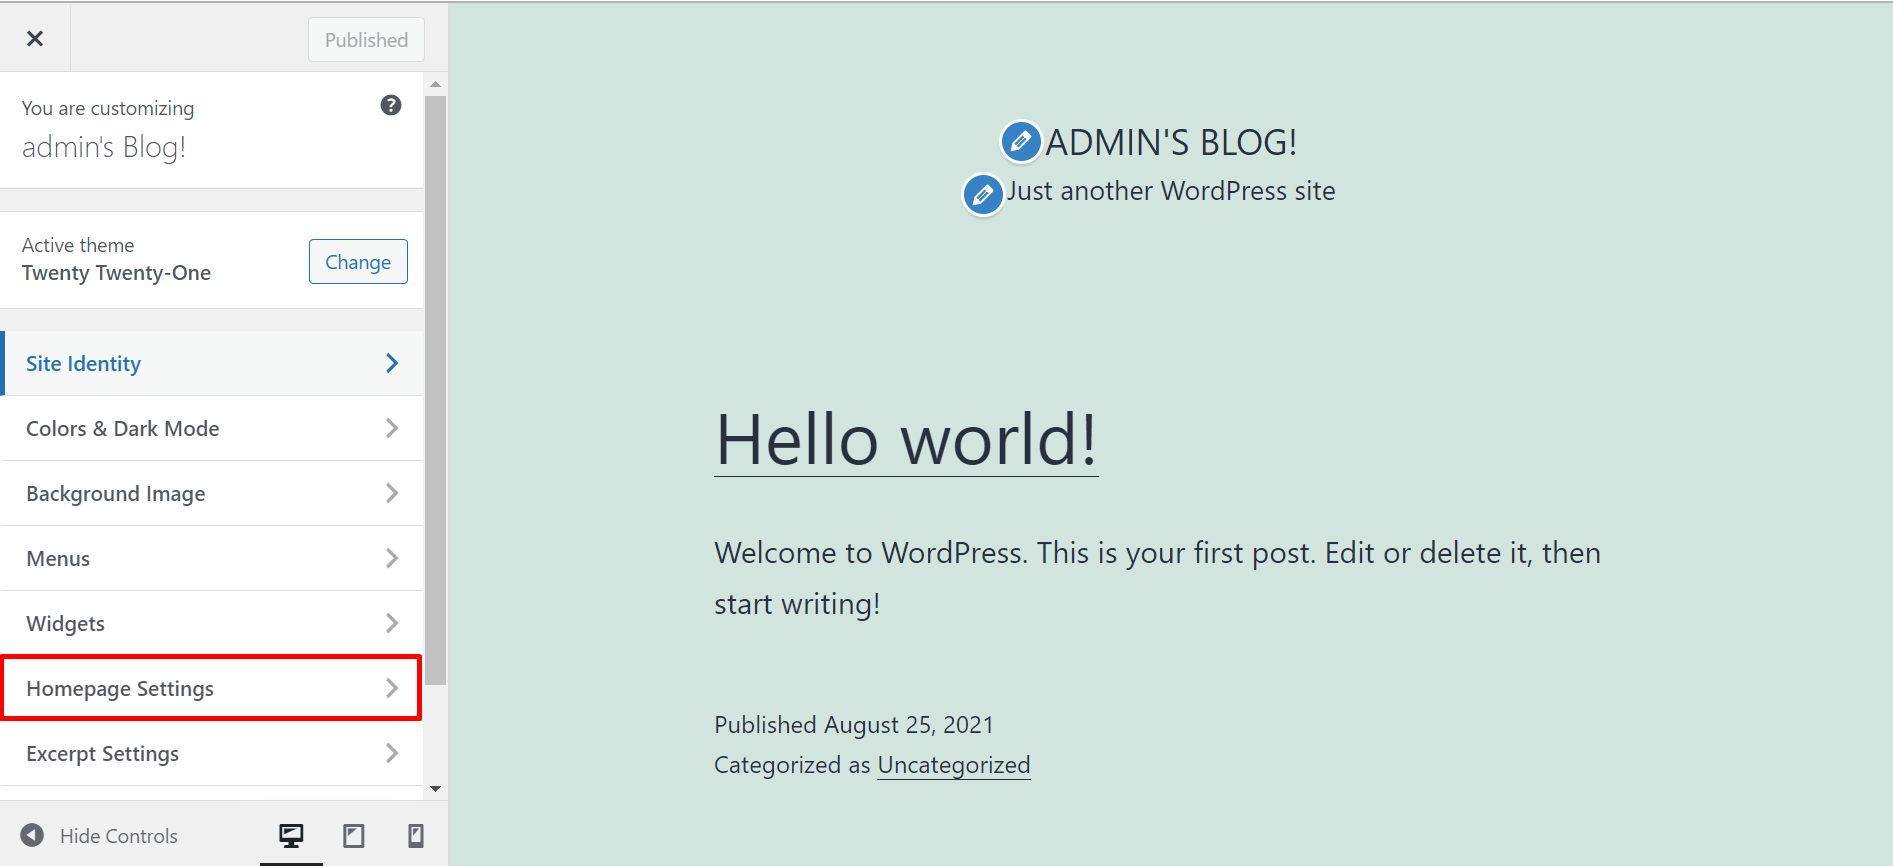 Published
You are customizing
admin's Blog!
Active theme
Twenty Twenty-One
Change
Site Identity
Colors & Dark Mode
Background Image
Menus
Widgets
Homepage Settings
Excerpt Settings
Hide Controls
ADMIN'S BLOG!
Just another WordPress site
Hello world!
Welcome to WordPress. This is your first post. Edit or delete it, then
start writing!
Published August 25, 2021
Categorized as Uncategorized